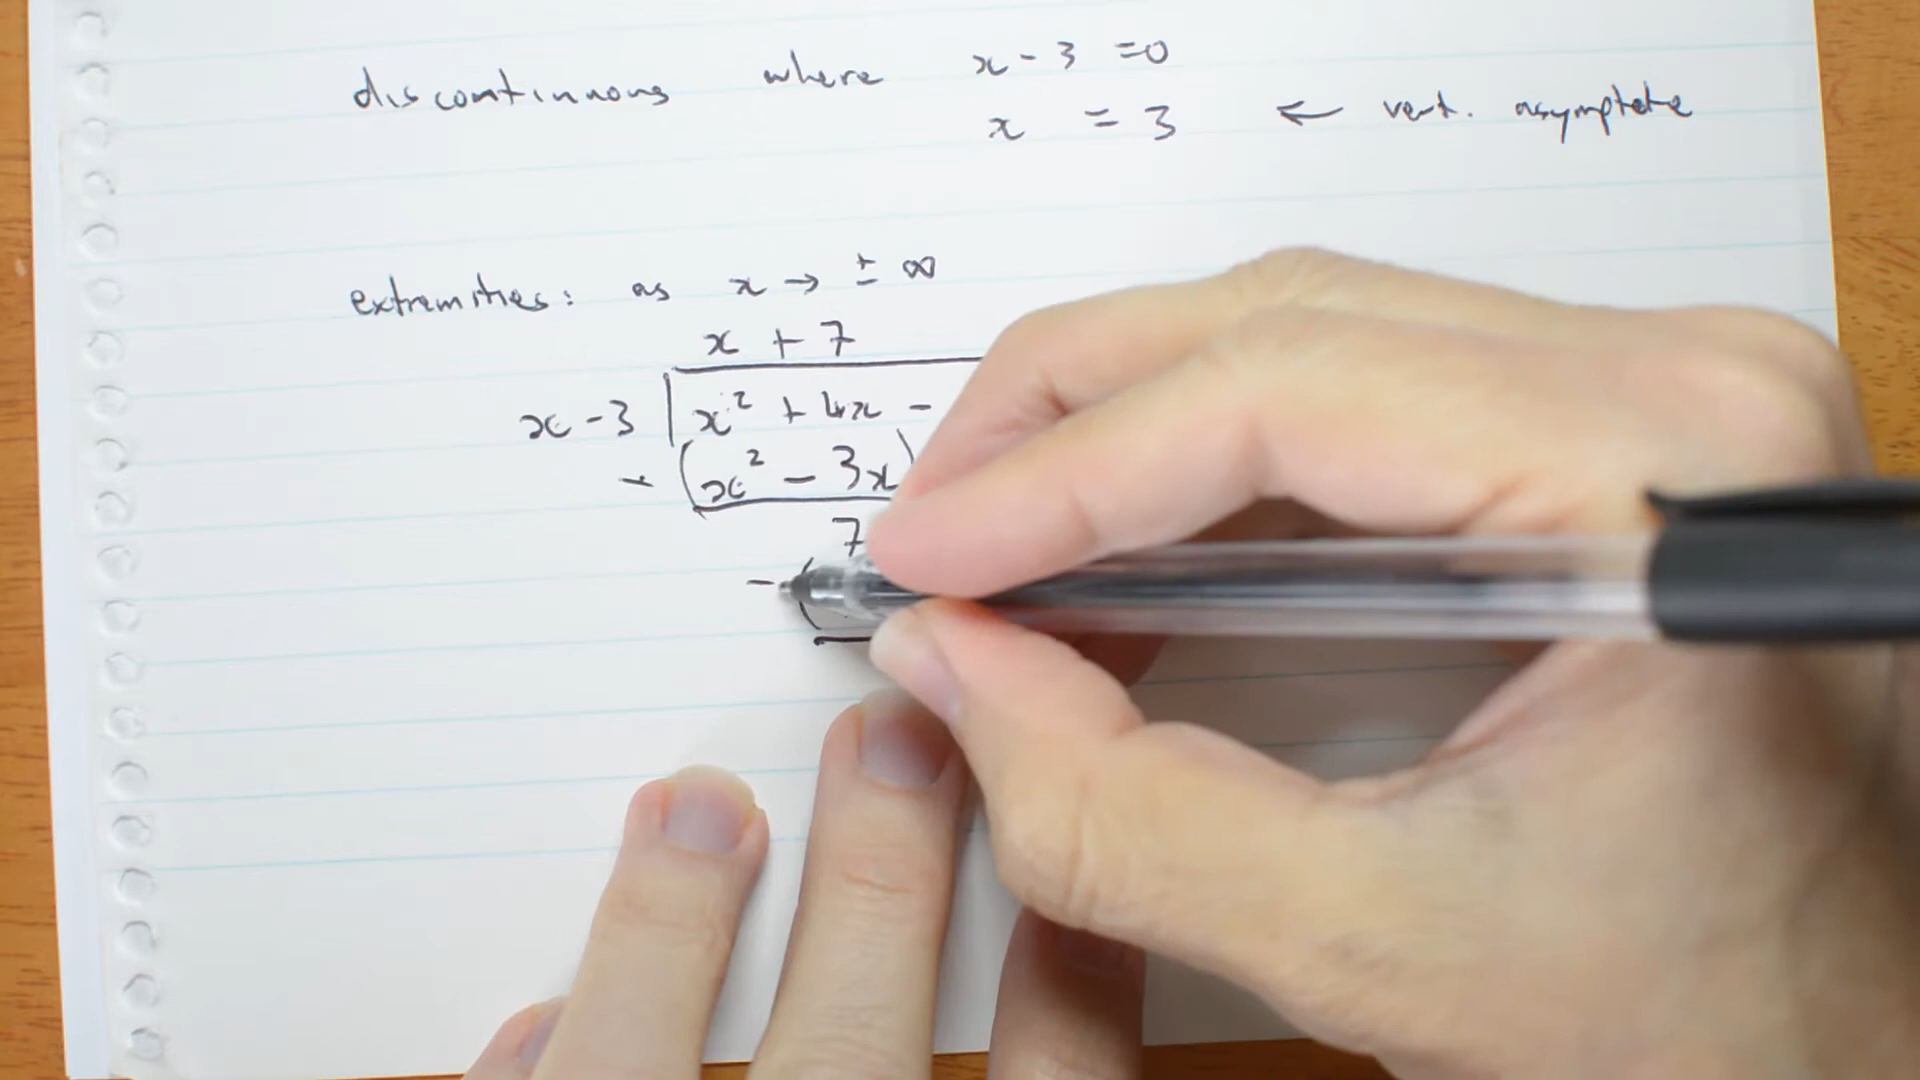 discontinuous where x - 3 = 0
x = 3 ← vert. asymptote
extremities: as x → ± ∞
x + 7
x - 3 x² + 4x -
- (x² - 3x)
7
- (